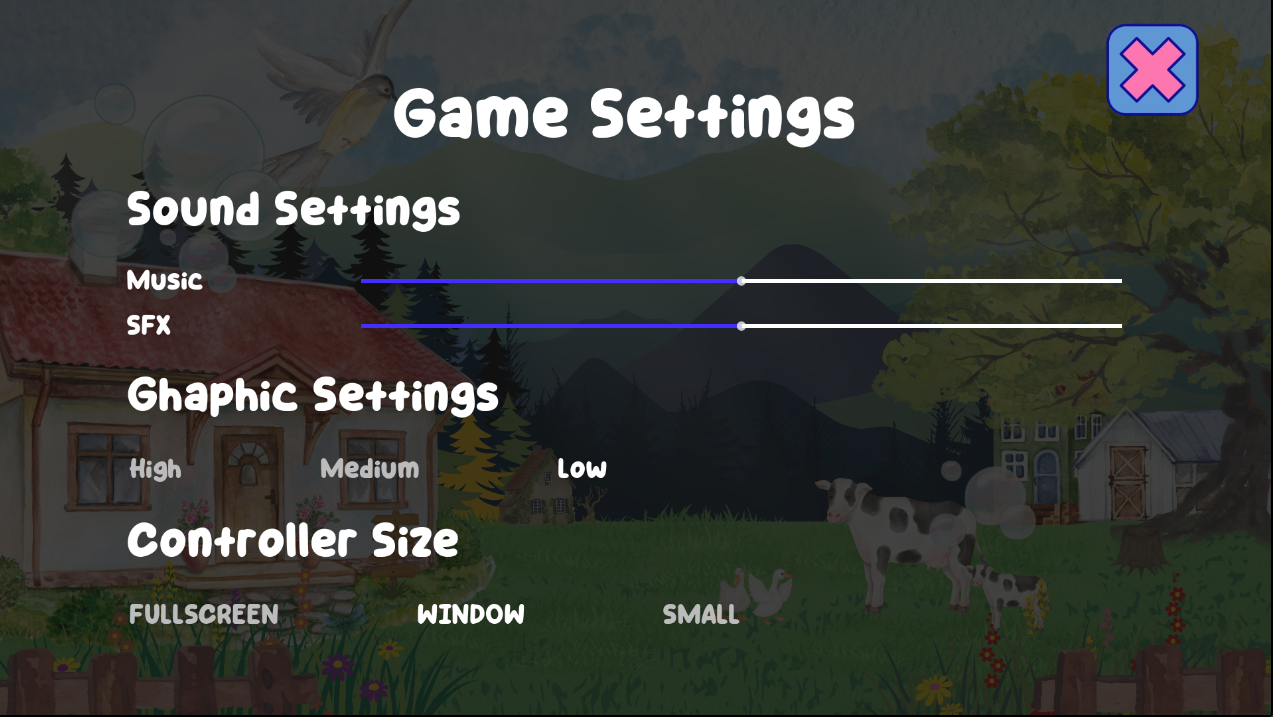 Game Settings
Sound Settings
Music
SFX
Ghaphic Settings
High Medium Low
Controller Size
FULLSCREEN WINDOW SMALL